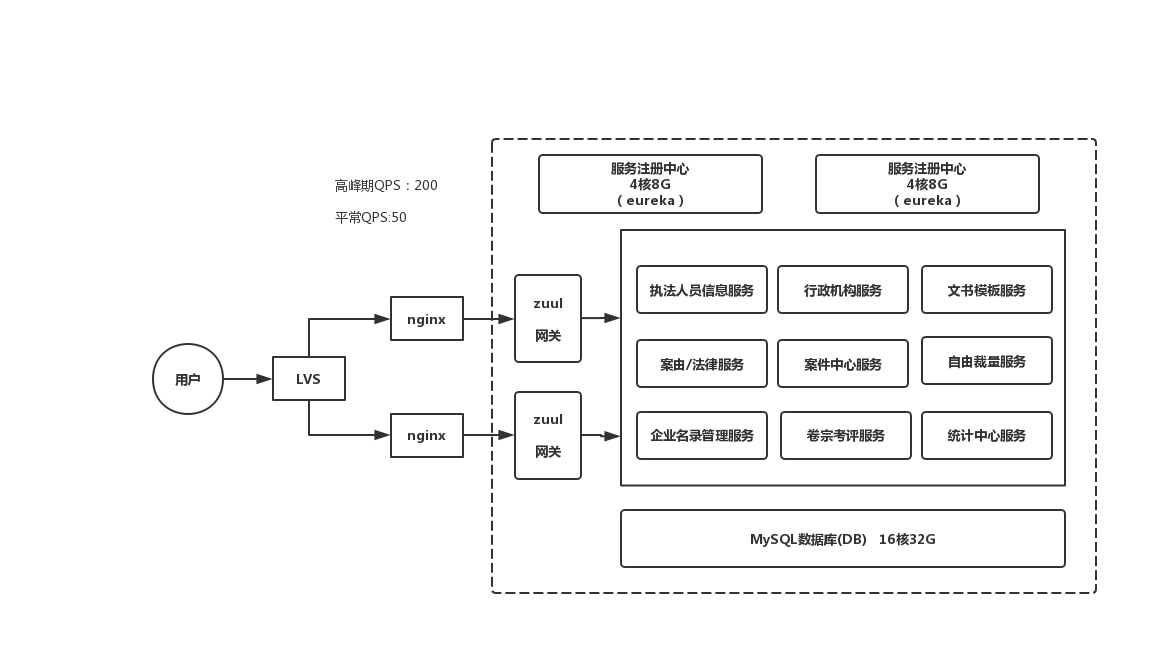 服务注册中心
4核8G
（eureka）
服务注册中心
4核8G
（eureka）
高峰期QPS：200
平常QPS:50
执法人员信息服务
行政机构服务
文书模板服务
zuul
网关
nginx
案由/法律服务
案件中心服务
自由裁量服务
用户
LVS
zuul
网关
nginx
企业名录管理服务
卷宗考评服务
统计中心服务
MySQL数据库(DB) 16核32G